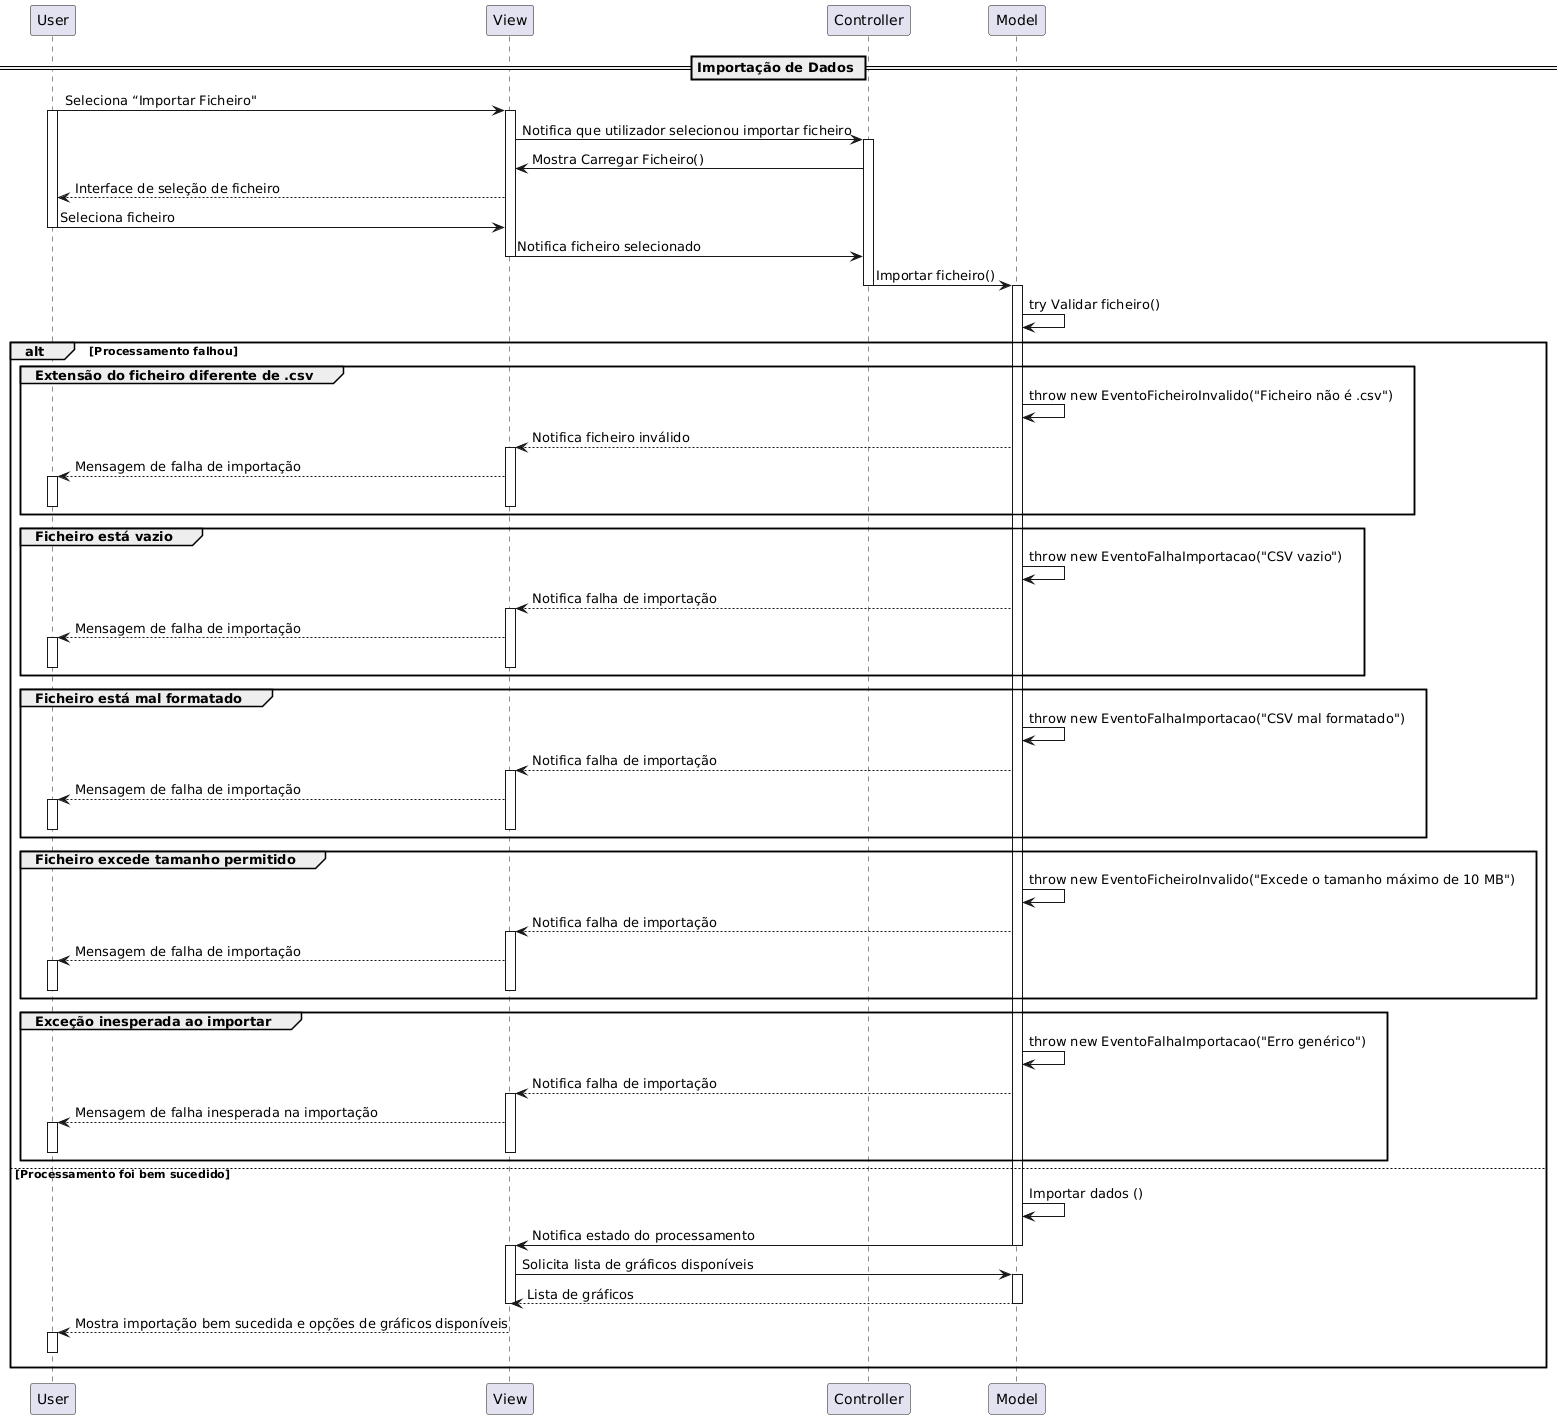 User View Controller Model
Importação de Dados
Seleciona “Importar Ficheiro"
Notifica que utilizador selecionou importar ficheiro
Mostra Carregar Ficheiro()
Interface de seleção de ficheiro
Seleciona ficheiro
Notifica ficheiro selecionado
Importar ficheiro()
try Validar ficheiro()
alt [Processamento falhou]
Extensão do ficheiro diferente de .csv
throw new EventoFicheiroInvalido("Ficheiro não é .csv")
Notifica ficheiro inválido
Mensagem de falha de importação
Ficheiro está vazio
throw new EventoFalhaImportacao("CSV vazio")
Notifica falha de importação
Mensagem de falha de importação
Ficheiro está mal formatado
throw new EventoFalhaImportacao("CSV mal formatado")
Notifica falha de importação
Mensagem de falha de importação
Ficheiro excede tamanho permitido
throw new EventoFicheiroInvalido("Excede o tamanho máximo de 10 MB")
Notifica falha de importação
Mensagem de falha de importação
Exceção inesperada ao importar
throw new EventoFalhaImportacao("Erro genérico")
Notifica falha de importação
Mensagem de falha inesperada na importação
[Processamento foi bem sucedido]
Importar dados ()
Notifica estado do processamento
Solicita lista de gráficos disponíveis
Lista de gráficos
Mostra importação bem sucedida e opções de gráficos disponíveis
User View Controller Model